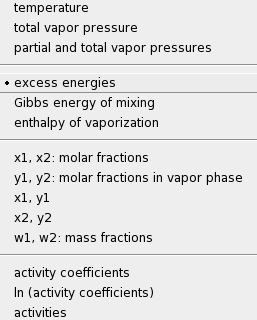 temperature
total vapor pressure
partial and total vapor pressures
excess energies
Gibbs energy of mixing
enthalpy of vaporization
x1, x2: molar fractions
y1, y2: molar fractions in vapor phase
x1, y1
x2, y2
w1, w2: mass fractions
activity coefficients
ln (activity coefficients)
activities